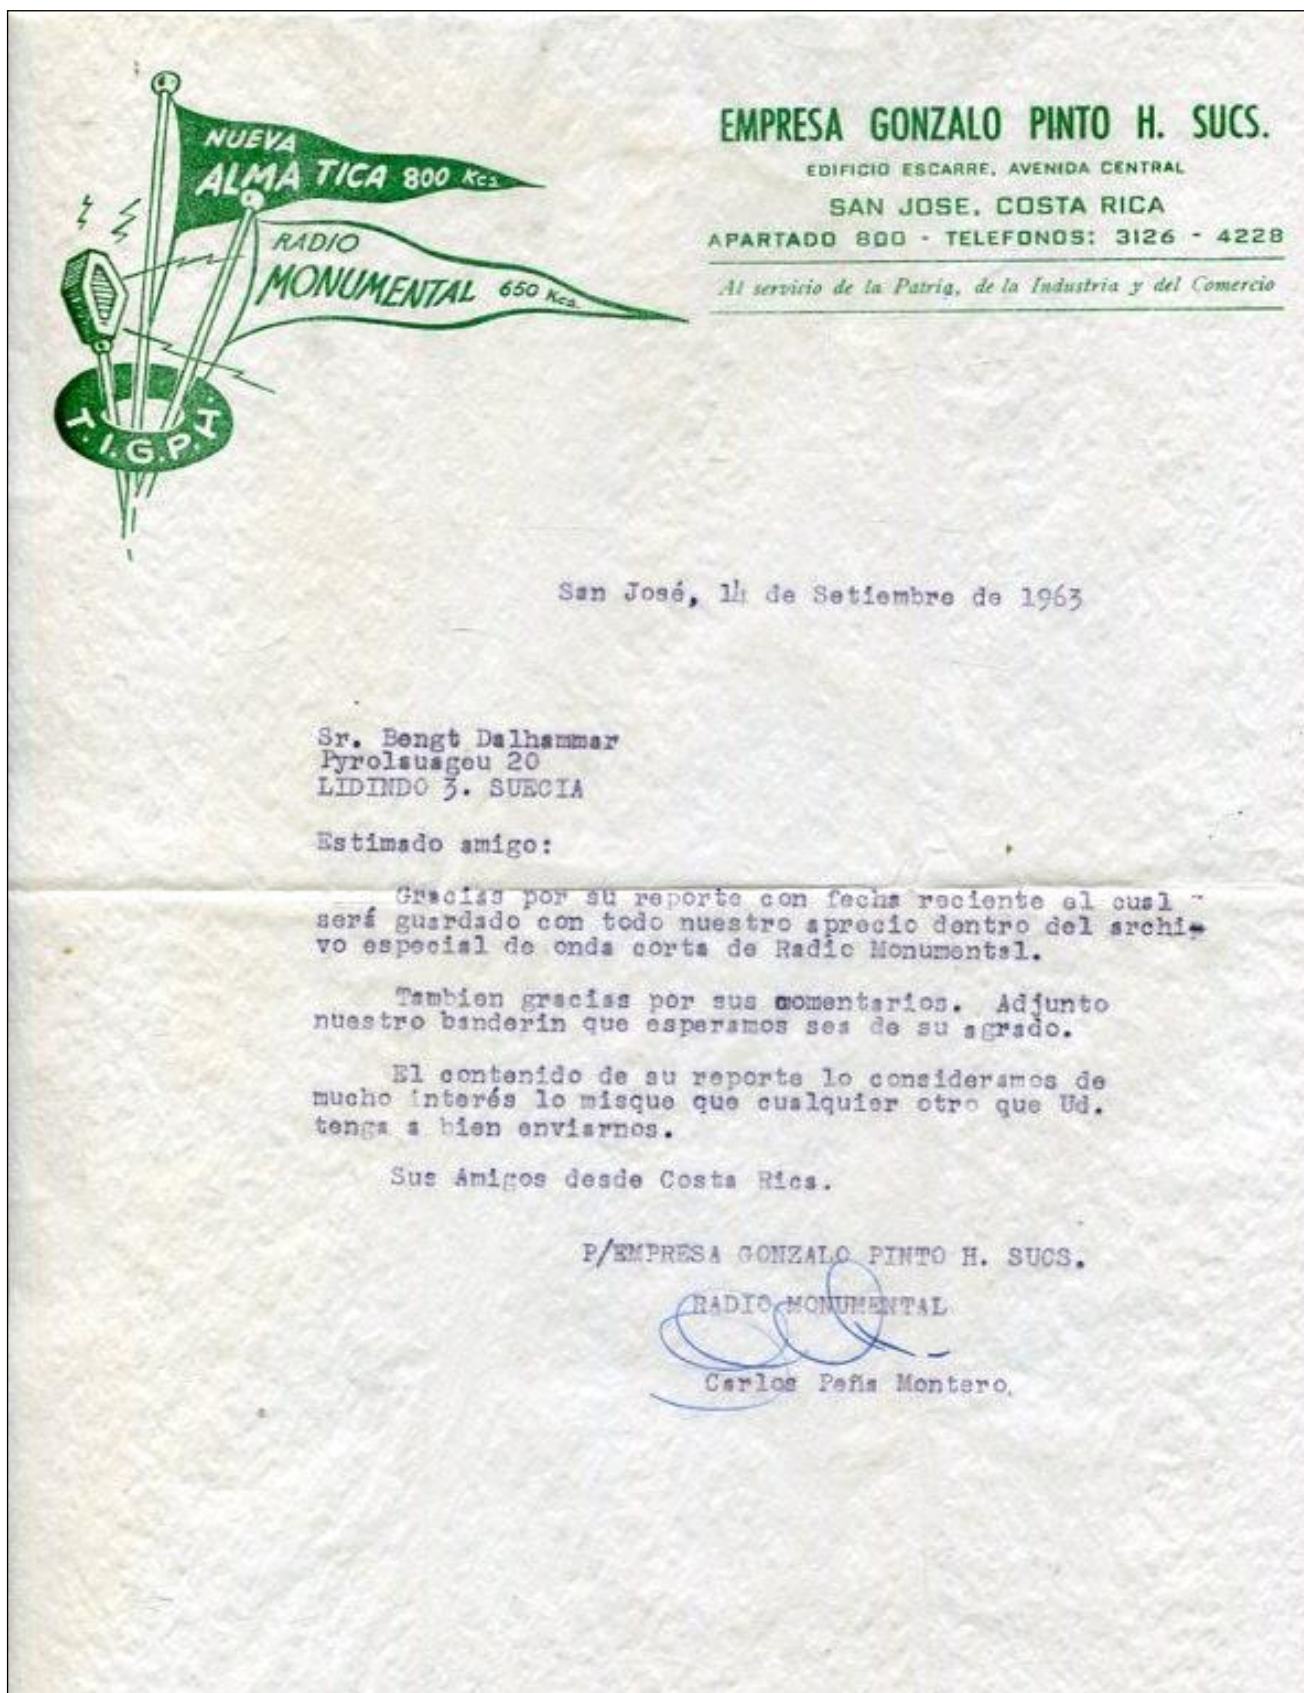 NUEVA
ALMA TICA 800 Kcs.
RADIO
MONUMENTAL 650 Kcs.
T.I.G.P.H.
EMPRESA GONZALO PINTO H. SUCS.
EDIFICIO ESCARRE, AVENIDA CENTRAL
SAN JOSE, COSTA RICA
APARTADO 800 - TELEFONOS: 3126 - 4228
Al servicio de la Patria, de la Industria y del Comercio
San José, 14 de Setiembre de 1963
Sr. Bengt Dalhammar
Pyrolsuageu 20
LIDINDO 3. SUECIA
Estimado amigo:
Gracias por su reporte con fecha reciente el cual -
será guardado con todo nuestro aprecio dentro del archi-
vo especial de onda corta de Radio Monumental.
Tambien gracias por sus comentarios. Adjunto
nuestro banderin que esperamos sea de su agrado.
El contenido de su reporte lo consideramos de
mucho interés lo misque que cualquier otro que Ud.
tenga a bien enviarnos.
Sus Amigos desde Costa Rica.
P/EMPRESA GONZALO PINTO H. SUCS.
RADIO MONUMENTAL
Carlos Peña Montero.